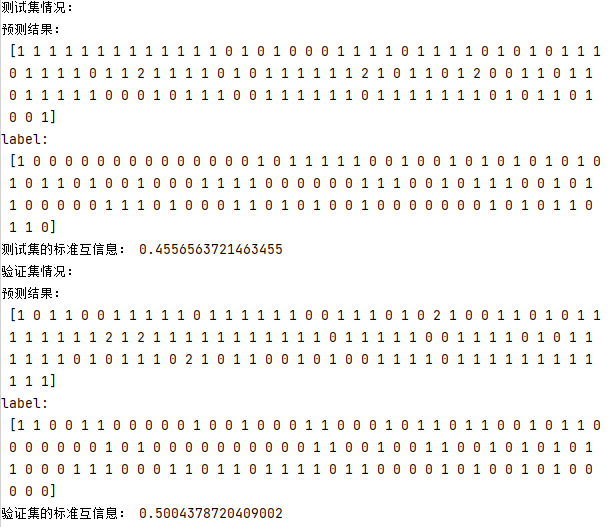 测试集情况：
预测结果：
[1 1 1 1 1 1 1 1 1 1 1 1 1 0 1 0 1 0 0 0 1 1 1 1 0 1 1 1 1 0 1 0 1 0 1 1 1
0 1 1 1 1 0 1 1 2 1 1 1 1 0 1 0 1 1 1 1 1 1 1 2 1 0 1 1 0 1 2 0 0 1 1 0 1 1
0 1 1 1 1 1 0 0 0 1 0 1 1 1 0 0 1 1 1 1 1 1 0 1 1 1 1 1 1 1 0 1 0 1 1 0 1
0 0 1]
label:
[1 0 0 0 0 0 0 0 0 0 0 0 0 0 0 1 0 1 1 1 1 1 0 0 1 0 0 1 0 1 0 1 0 1 0 1 0
1 0 1 1 0 1 0 0 1 0 0 0 1 1 1 1 0 0 0 0 0 0 1 1 1 0 0 1 0 1 1 1 0 0 1 0 1 1
1 0 0 0 0 0 1 1 1 0 1 0 0 0 1 1 0 1 0 1 0 0 1 0 0 0 0 0 0 0 1 0 1 0 1 1 0
1 1 0]
测试集的标准互信息： 0.4556563721463455
验证集情况：
预测结果：
[1 0 1 1 0 0 1 1 1 1 1 0 1 1 1 1 1 1 0 0 1 1 1 0 1 0 2 0 1 0 0 1 1 0 1 0 1 1
1 1 1 1 1 1 2 1 2 1 1 1 1 1 1 1 1 1 1 1 0 1 1 1 1 1 0 0 1 1 1 1 0 1 0 1 1
1 1 1 1 0 1 0 1 1 1 0 2 1 0 1 1 0 0 1 0 1 0 0 1 1 1 1 0 1 1 1 1 1 1 1 1 1
1 1 1]
label:
[1 1 0 0 1 1 0 0 0 0 0 1 0 0 1 0 0 0 1 1 0 0 0 1 0 1 1 0 1 1 0 0 1 0 1 1 0
0 0 0 0 0 0 1 0 1 0 0 0 0 0 0 0 0 0 0 1 1 0 0 1 0 0 1 1 0 0 1 0 1 0 1 0 1
1 0 0 0 1 1 1 0 0 0 1 1 0 1 1 0 1 1 1 1 0 1 1 0 0 0 0 1 0 1 0 0 1 0 1 0 0
0 0 0]
验证集的标准互信息： 0.5004378720409002